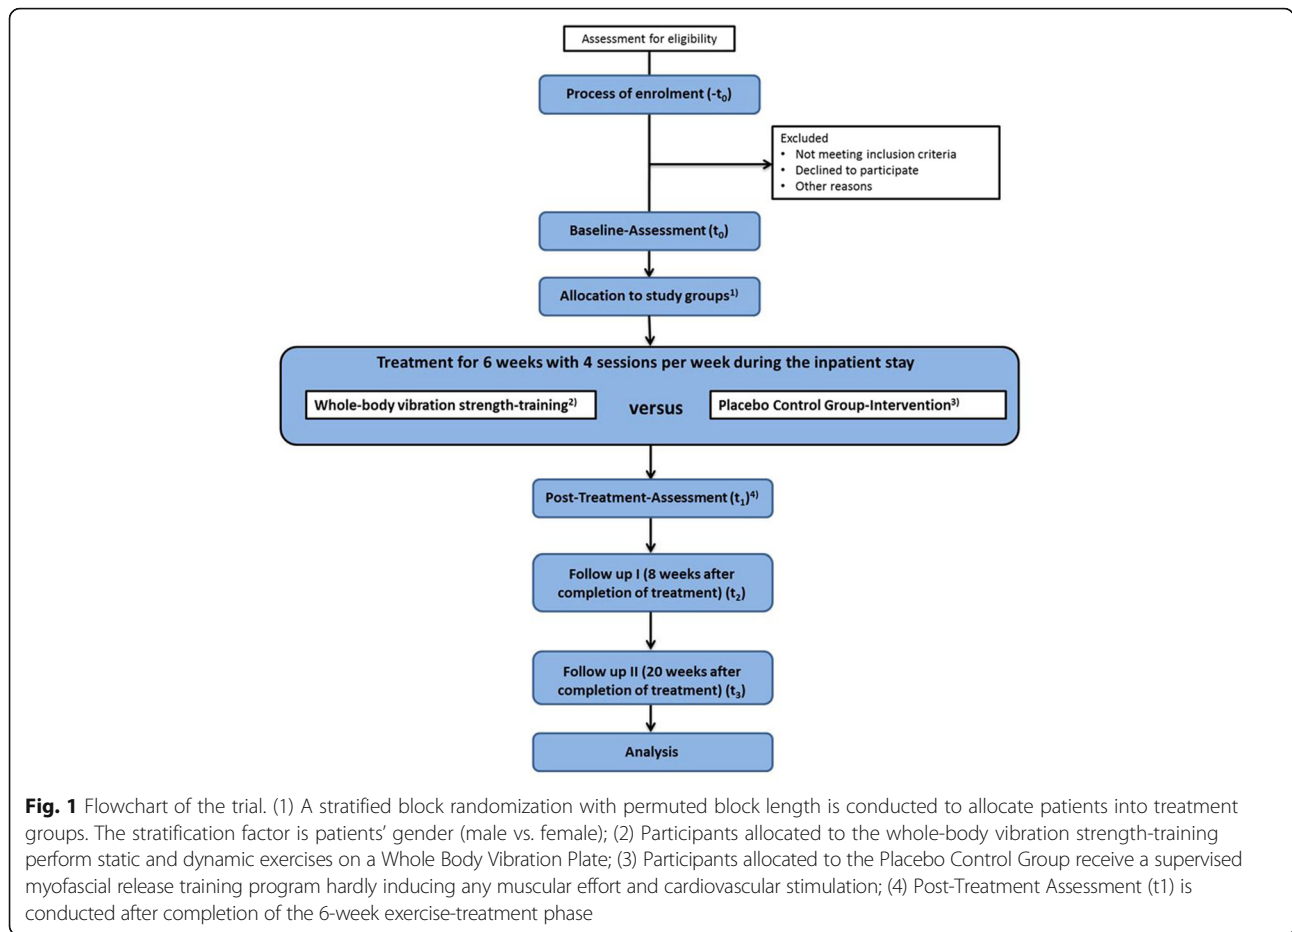 Assessment for eligibility
Process of enrolment (-t₀)
Excluded
• Not meeting inclusion criteria
• Declined to participate
• Other reasons
Baseline-Assessment (t₀)
Allocation to study groups¹⁾
Treatment for 6 weeks with 4 sessions per week during the inpatient stay
Whole-body vibration strength-training²⁾
versus
Placebo Control Group-Intervention³⁾
Post-Treatment-Assessment (t₁)⁴⁾
Follow up I (8 weeks after
completion of treatment) (t₂)
Follow up II (20 weeks after
completion of treatment) (t₃)
Analysis
Fig. 1 Flowchart of the trial. (1) A stratified block randomization with permuted block length is conducted to allocate patients into treatment
groups. The stratification factor is patients’ gender (male vs. female); (2) Participants allocated to the whole-body vibration strength-training
perform static and dynamic exercises on a Whole Body Vibration Plate; (3) Participants allocated to the Placebo Control Group receive a supervised
myofascial release training program hardly inducing any muscular effort and cardiovascular stimulation; (4) Post-Treatment Assessment (t1) is
conducted after completion of the 6-week exercise-treatment phase